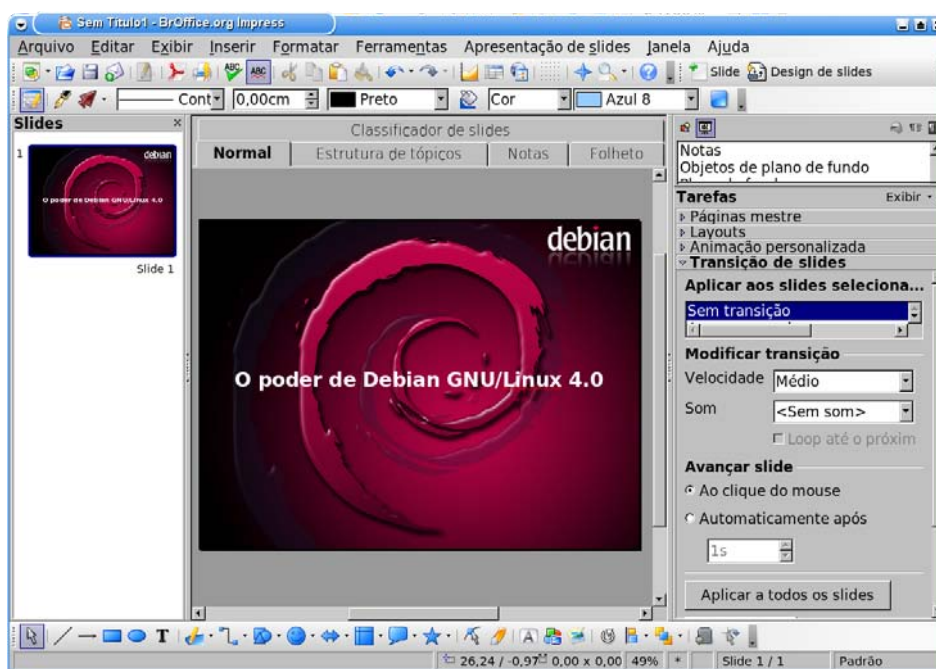 Sem Titulo1 - BrOffice.org Impress
Arquivo Editar Exibir Inserir Formatar Ferramentas Apresentação de slides Janela Ajuda
ABC ABC Slide Design de slides
Cont 0,00cm Preto Cor Azul 8
Slides
1
debian
O poder de Debian GNU/Linux 4.0
Slide 1
Classificador de slides
Normal Estrutura de tópicos Notas Folheto
debian
O poder de Debian GNU/Linux 4.0
Notas
Objetos de plano de fundo
Tarefas Exibir
Páginas mestre
Layouts
Animação personalizada
Transição de slides
Aplicar aos slides seleciona...
Sem transição
Modificar transição
Velocidade Médio
Som <Sem som>
Loop até o próxim
Avançar slide
Ao clique do mouse
Automaticamente após
1s
Aplicar a todos os slides
T A
26,24 / -0,97 0,00 x 0,00 49% * Slide 1 / 1 Padrão